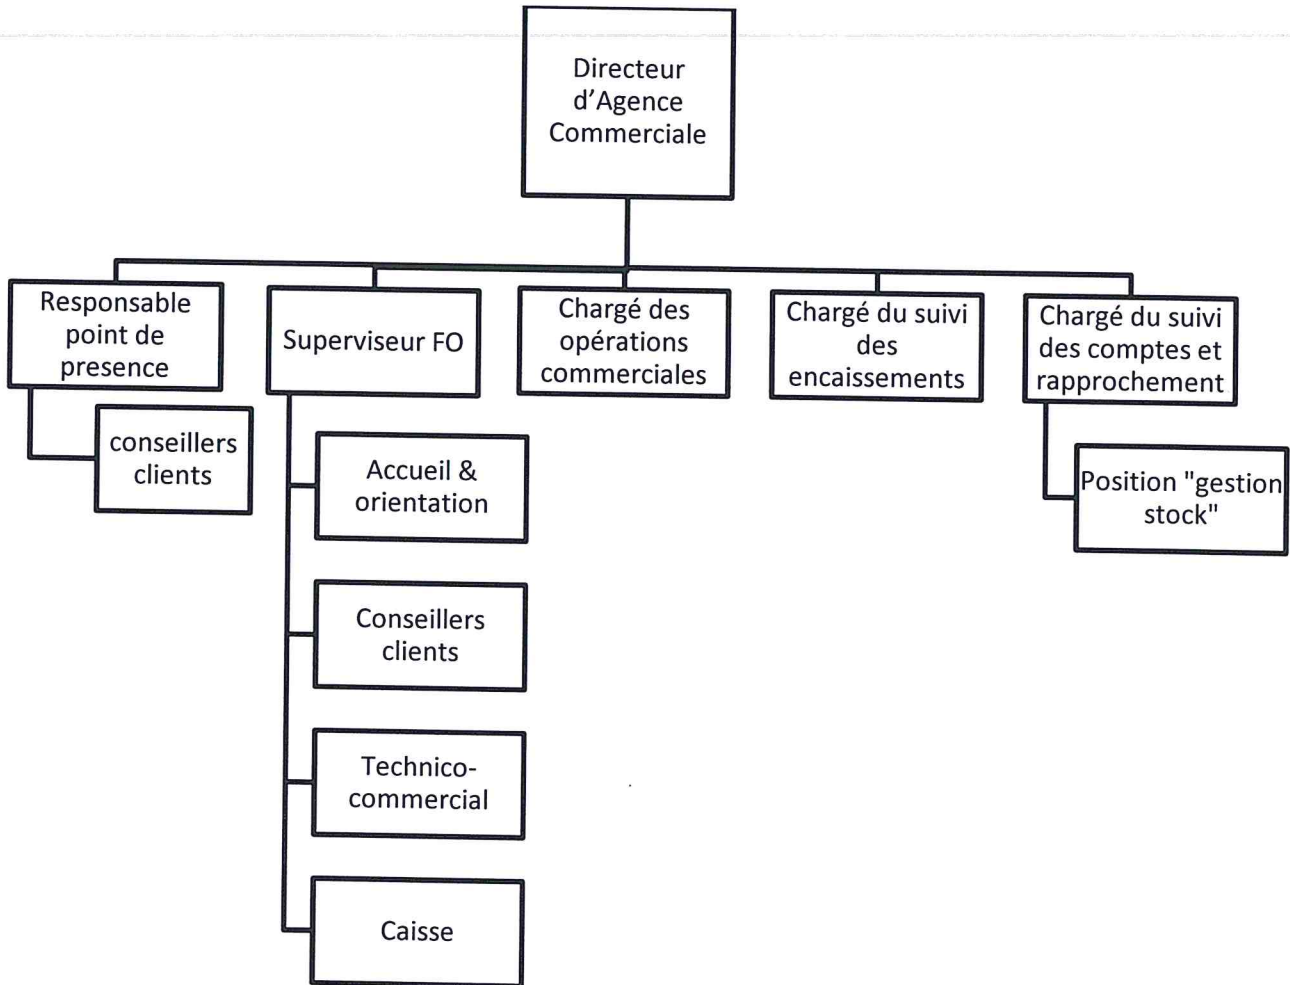 Directeur
d'Agence
Commerciale
Responsable
point de
presence
Superviseur FO
Chargé des
opérations
commerciales
Chargé du suivi
des
encaissements
Chargé du suivi
des comptes et
rapprochement
conseillers
clients
Accueil &
orientation
Conseillers
clients
Technico-
commercial
Caisse
Position "gestion
stock"